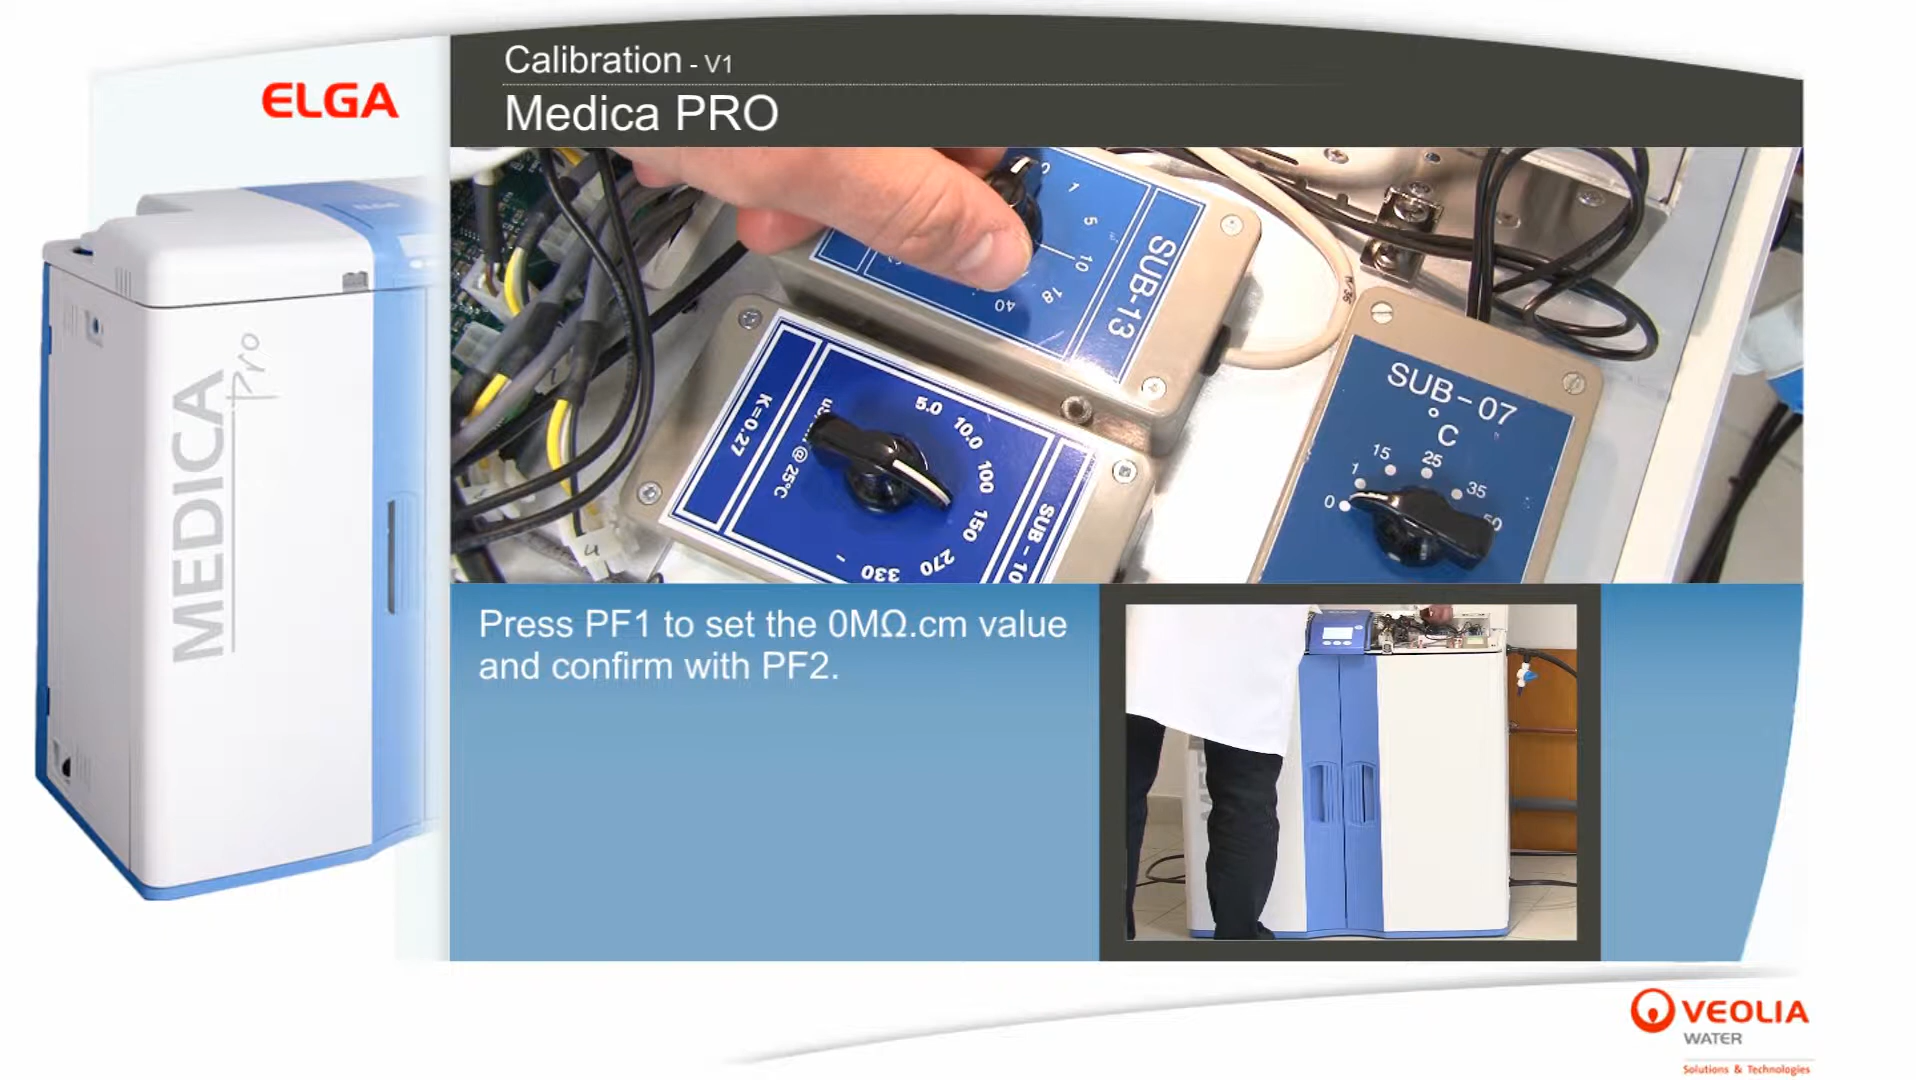 ELGA
Calibration - V1
Medica PRO
MEDICA
Pro
0
1
5
10
18
40
SUB-13
5.0
10.0
100
150
270
330
-
K=0.27
@ 25°C
SUB-10
SUB-07
°C
0
1
15
25
35
50
Press PF1 to set the 0MΩ.cm value
and confirm with PF2.
VEOLIA
WATER
Solutions & Technologies